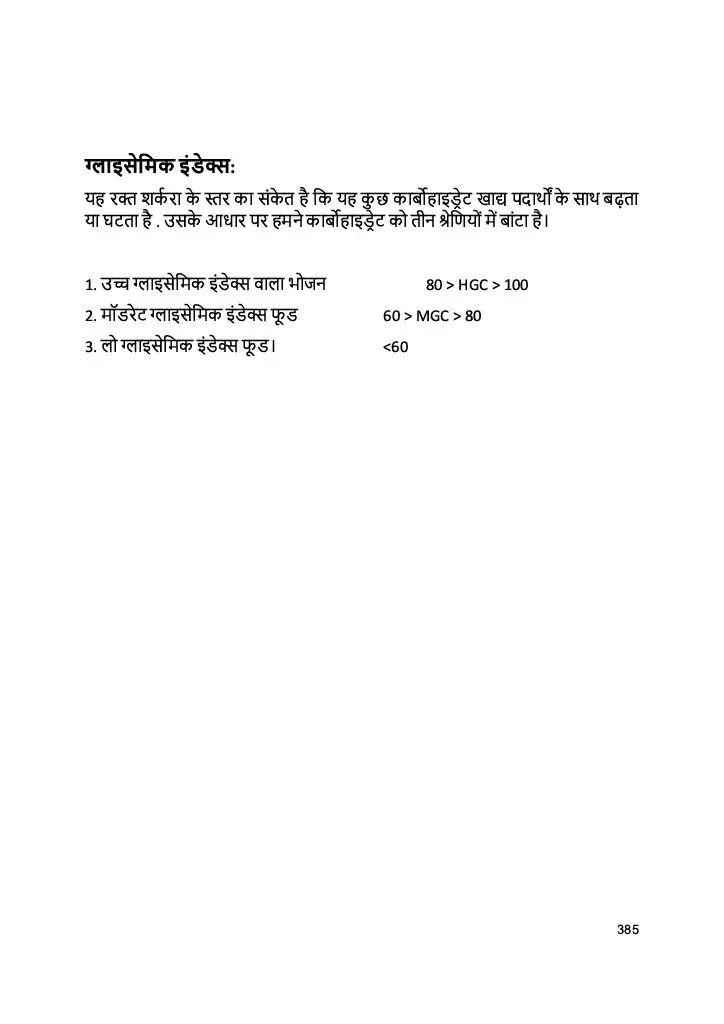 ग्लाइसेमिक इंडेक्स:
यह रक्त शर्करा के स्तर का संकेत है कि यह कुछ कार्बोहाइड्रेट खाद्य पदार्थों के साथ बढ़ता
या घटता है . उसके आधार पर हमने कार्बोहाइड्रेट को तीन श्रेणियों में बांटा है।
1. उच्च ग्लाइसेमिक इंडेक्स वाला भोजन 80 > HGC > 100
2. मॉडरेट ग्लाइसेमिक इंडेक्स फूड 60 > MGC > 80
3. लो ग्लाइसेमिक इंडेक्स फूड। <60
385